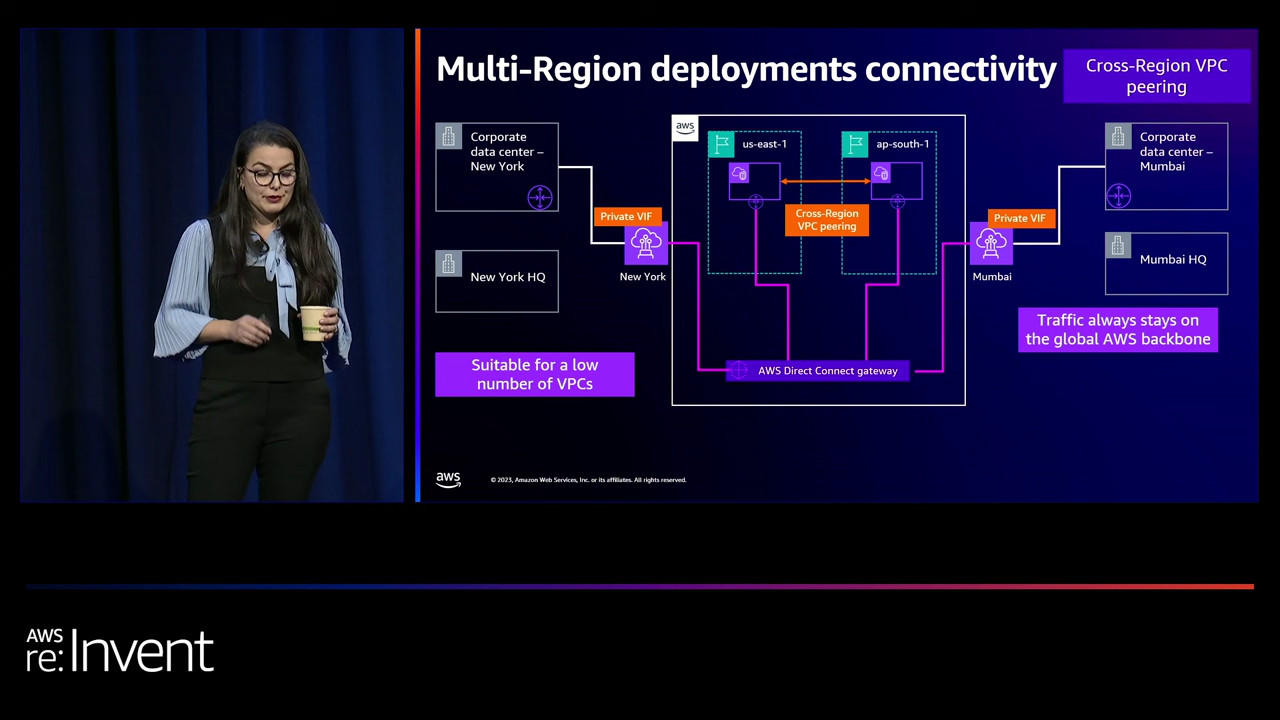 Multi-Region deployments connectivity
Cross-Region VPC
peering
Corporate
data center –
New York
aws
us-east-1
ap-south-1
Corporate
data center –
Mumbai
Private VIF
Cross-Region
VPC peering
Private VIF
New York HQ
New York
Mumbai
Mumbai HQ
Traffic always stays on
the global AWS backbone
Suitable for a low
number of VPCs
AWS Direct Connect gateway
aws
© 2023, Amazon Web Services, Inc. or its affiliates. All rights reserved.
AWS
re:Invent